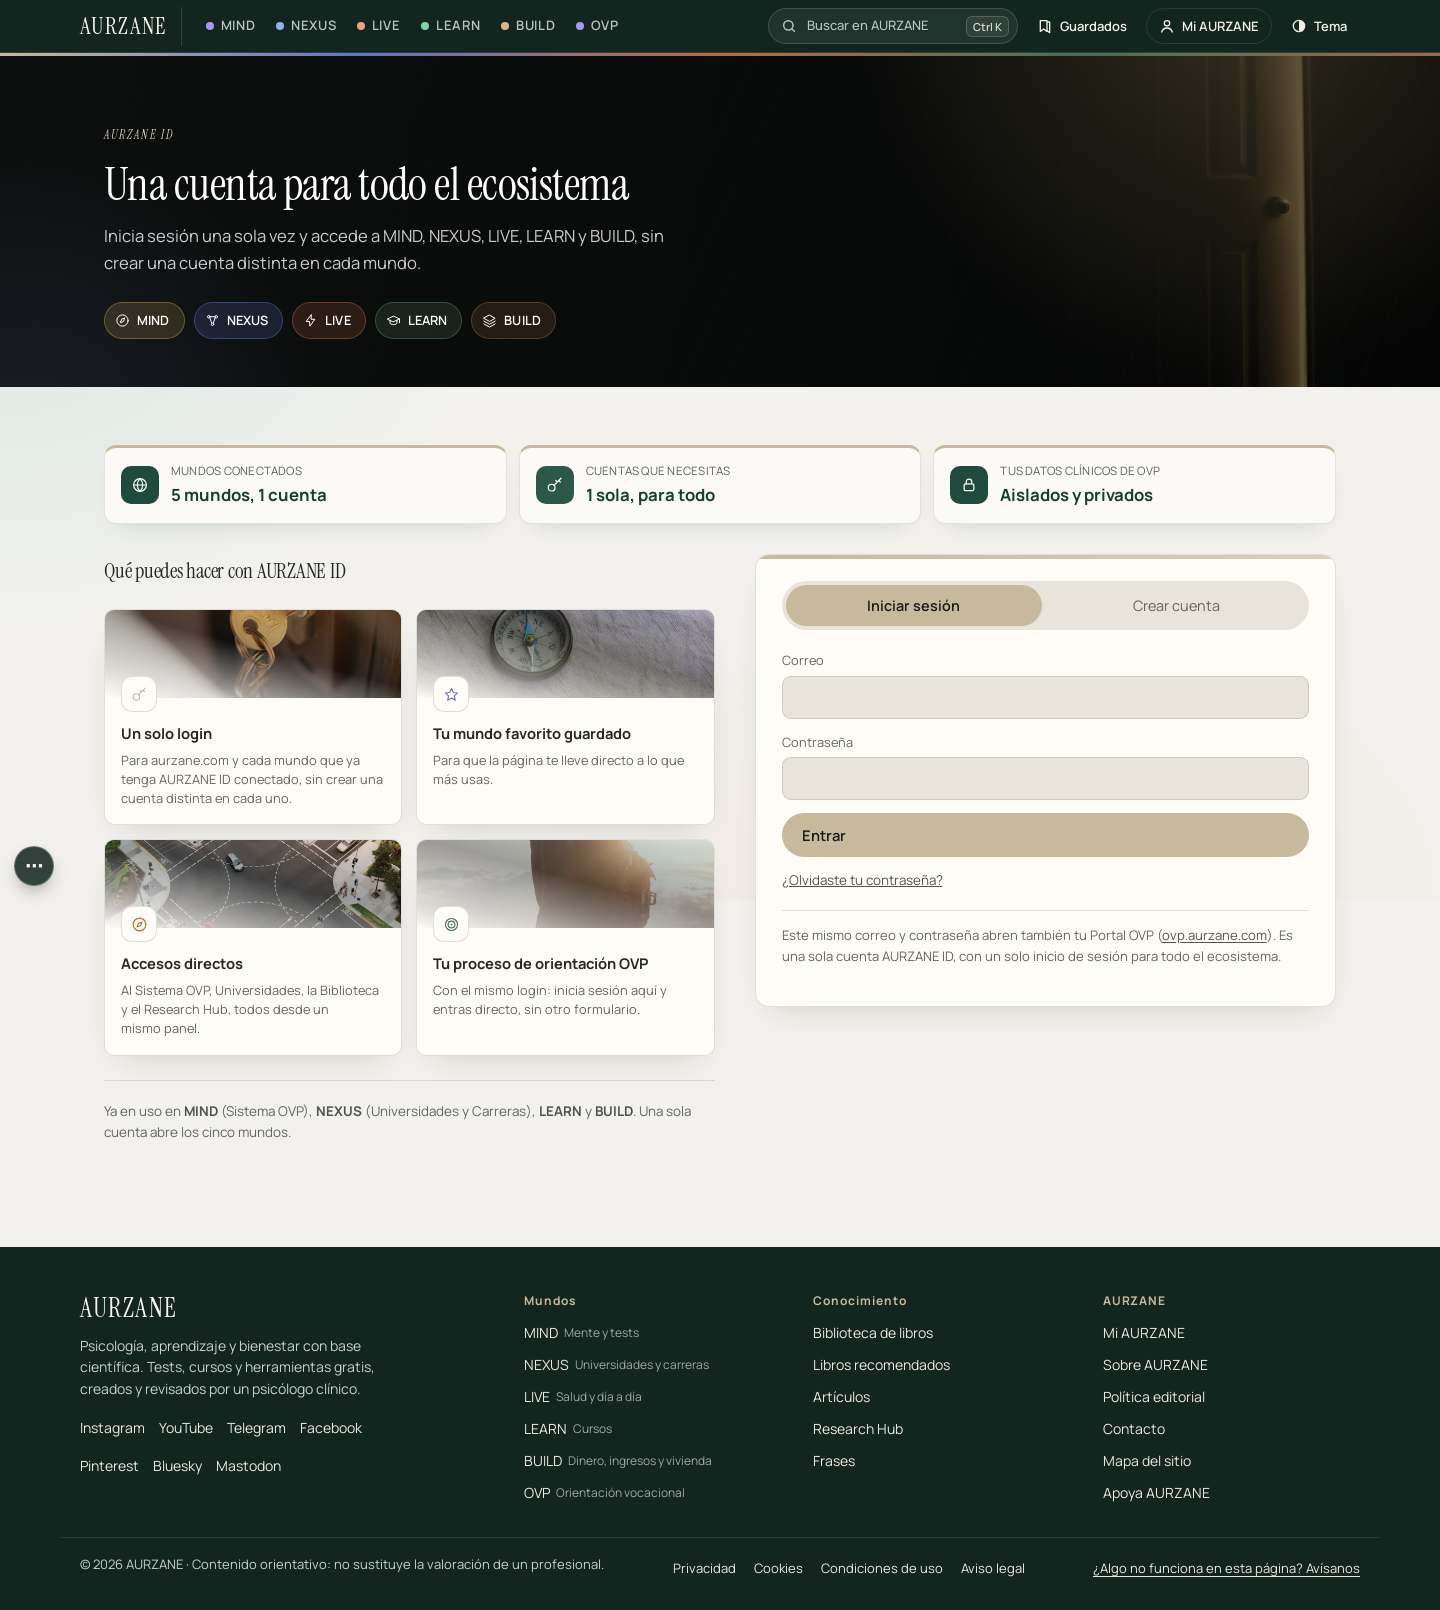 AURZANE
MIND
NEXUS
LIVE
LEARN
BUILD
OVP
Buscar en AURZANE
Ctrl K
Guardados
Mi AURZANE
Tema
AURZANE ID
Una cuenta para todo el ecosistema
Inicia sesión una sola vez y accede a MIND, NEXUS, LIVE, LEARN y BUILD, sin
crear una cuenta distinta en cada mundo.
MIND
NEXUS
LIVE
LEARN
BUILD
MUNDOS CONECTADOS
5 mundos, 1 cuenta
CUENTAS QUE NECESITAS
1 sola, para todo
TUS DATOS CLÍNICOS DE OVP
Aislados y privados
Qué puedes hacer con AURZANE ID
Un solo login
Para aurzane.com y cada mundo que ya
tenga AURZANE ID conectado, sin crear una
cuenta distinta en cada uno.
Tu mundo favorito guardado
Para que la página te lleve directo a lo que
más usas.
Accesos directos
Al Sistema OVP, Universidades, la Biblioteca
y el Research Hub, todos desde un
mismo panel.
Tu proceso de orientación OVP
Con el mismo login: inicia sesión aquí y
entras directo, sin otro formulario.
Ya en uso en MIND (Sistema OVP), NEXUS (Universidades y Carreras), LEARN y BUILD. Una sola
cuenta abre los cinco mundos.
Iniciar sesión
Crear cuenta
Correo
Contraseña
Entrar
¿Olvidaste tu contraseña?
Este mismo correo y contraseña abren también tu Portal OVP (ovp.aurzane.com). Es
una sola cuenta AURZANE ID, con un solo inicio de sesión para todo el ecosistema.
AURZANE
Psicología, aprendizaje y bienestar con base
científica. Tests, cursos y herramientas gratis,
creados y revisados por un psicólogo clínico.
Instagram YouTube Telegram Facebook
Pinterest Bluesky Mastodon
Mundos
MIND Mente y tests
NEXUS Universidades y carreras
LIVE Salud y día a día
LEARN Cursos
BUILD Dinero, ingresos y vivienda
OVP Orientación vocacional
Conocimiento
Biblioteca de libros
Libros recomendados
Artículos
Research Hub
Frases
AURZANE
Mi AURZANE
Sobre AURZANE
Política editorial
Contacto
Mapa del sitio
Apoya AURZANE
© 2026 AURZANE · Contenido orientativo: no sustituye la valoración de un profesional.
Privacidad Cookies Condiciones de uso Aviso legal
¿Algo no funciona en esta página? Avísanos